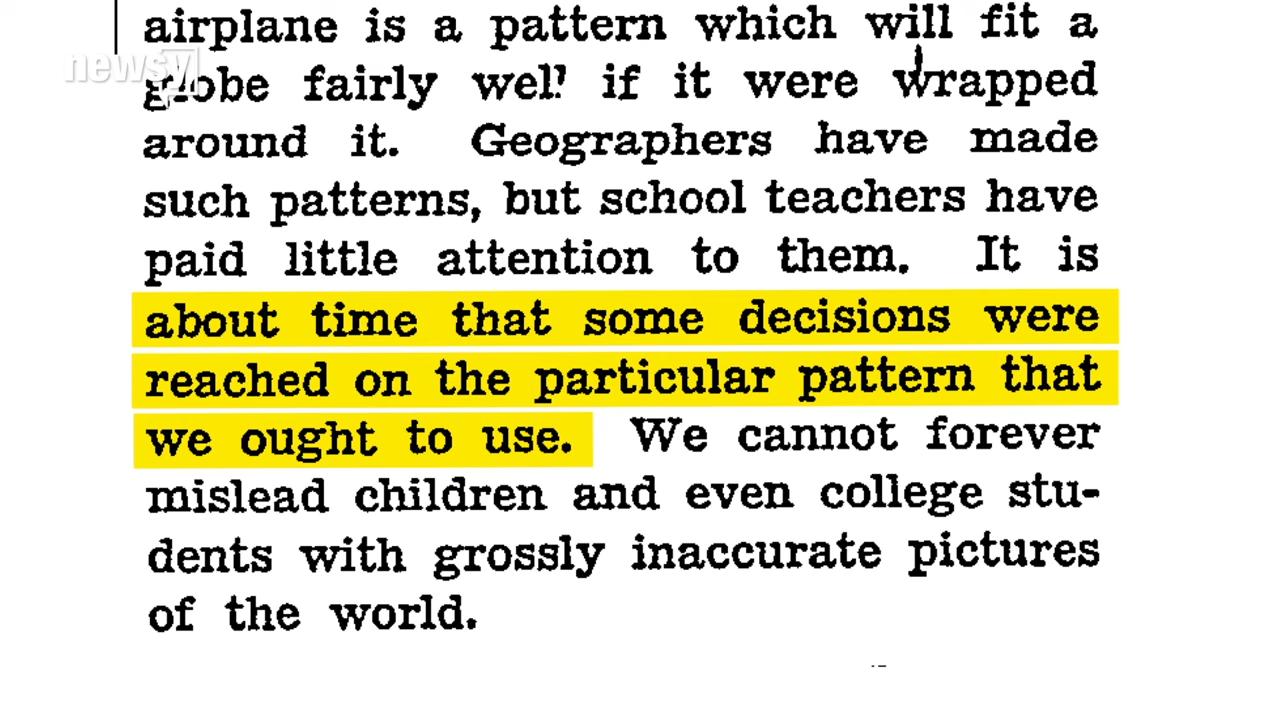 airplane is a pattern which will fit a
newsy
globe fairly well if it were wrapped
around it. Geographers have made
such patterns, but school teachers have
paid little attention to them. It is
about time that some decisions were
reached on the particular pattern that
we ought to use. We cannot forever
mislead children and even college stu-
dents with grossly inaccurate pictures
of the world.